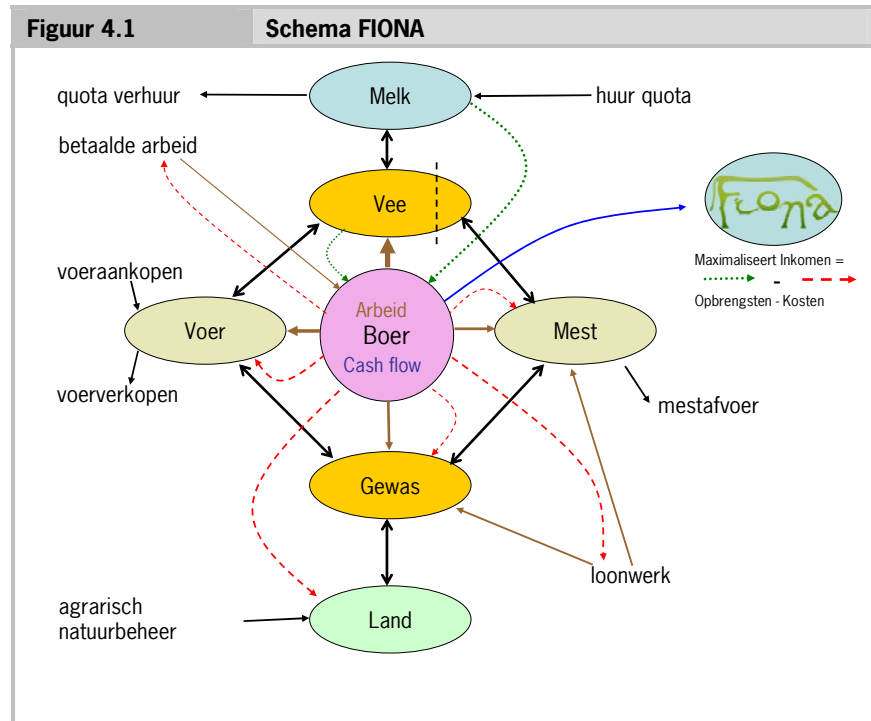 Figuur 4.1 Schema FIONA
quota verhuur
Melk
huur quota
betaalde arbeid
Vee
Fiona
Maximaliseert Inkomen =
-
Opbrengsten - Kosten
voeraankopen
Voer
Arbeid
Boer
Cash flow
Mest
voerverkopen
mestafvoer
Gewas
loonwerk
agrarisch
natuurbeheer
Land